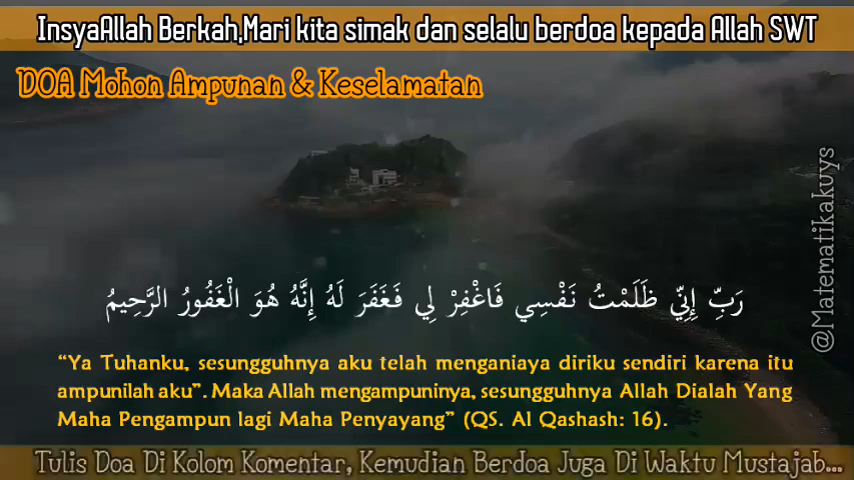 InsyaAllah Berkah,Mari kita simak dan selalu berdoa kepada Allah SWT
DOA Mohon Ampunan & Keselamatan
@Matematikakuys
رَبِّ إِنِّي ظَلَمْتُ نَفْسِي فَاغْفِرْ لِي فَغَفَرَ لَهُ إِنَّهُ هُوَ الْغَفُورُ الرَّحِيمُ
“Ya Tuhanku, sesungguhnya aku telah menganiaya diriku sendiri karena itu
ampunilah aku”. Maka Allah mengampuninya, sesungguhnya Allah Dialah Yang
Maha Pengampun lagi Maha Penyayang” (QS. Al Qashash: 16).
Tulis Doa Di Kolom Komentar, Kemudian Berdoa Juga Di Waktu Mustajab...